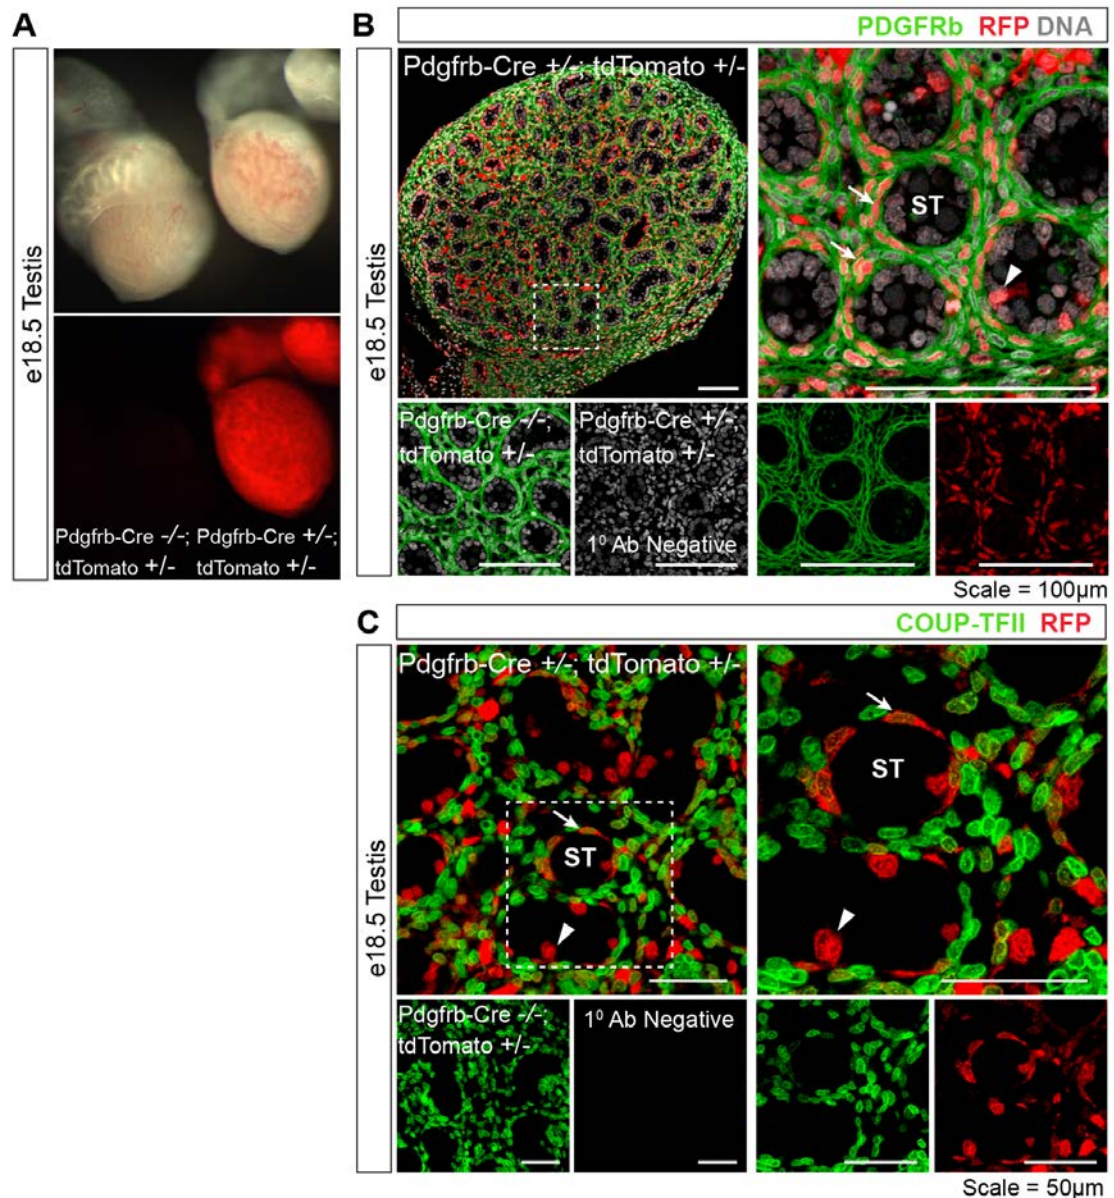 A
e18.5 Testis
Pdgfrb-Cre -/-; Pdgfrb-Cre +/-;
tdTomato +/- tdTomato +/-
B
PDGFRb RFP DNA
e18.5 Testis
Pdgfrb-Cre +/-; tdTomato +/-
ST
Pdgfrb-Cre -/-;
tdTomato +/-
Pdgfrb-Cre +/-;
tdTomato +/-
1⁰ Ab Negative
Scale = 100µm
C
COUP-TFII RFP
e18.5 Testis
Pdgfrb-Cre +/-; tdTomato +/-
ST
ST
Pdgfrb-Cre -/-;
tdTomato +/-
1⁰ Ab Negative
Scale = 50µm